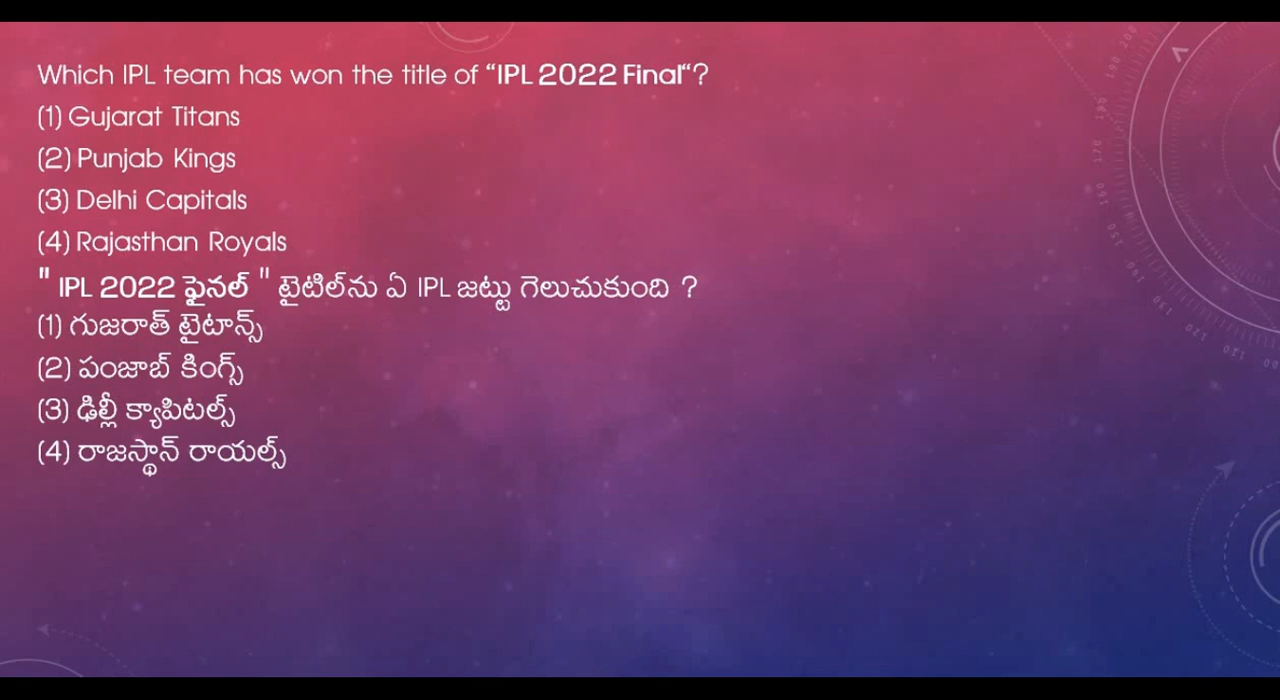 Which IPL team has won the title of “IPL 2022 Final“?
(1) Gujarat Titans
(2) Punjab Kings
(3) Delhi Capitals
(4) Rajasthan Royals
" IPL 2022 ఫైనల్ " టైటిల్‌ను ఏ IPL జట్టు గెలుచుకుంది ?
(1) గుజరాత్ టైటాన్స్
(2) పంజాబ్ కింగ్స్
(3) ఢిల్లీ క్యాపిటల్స్
(4) రాజస్థాన్ రాయల్స్